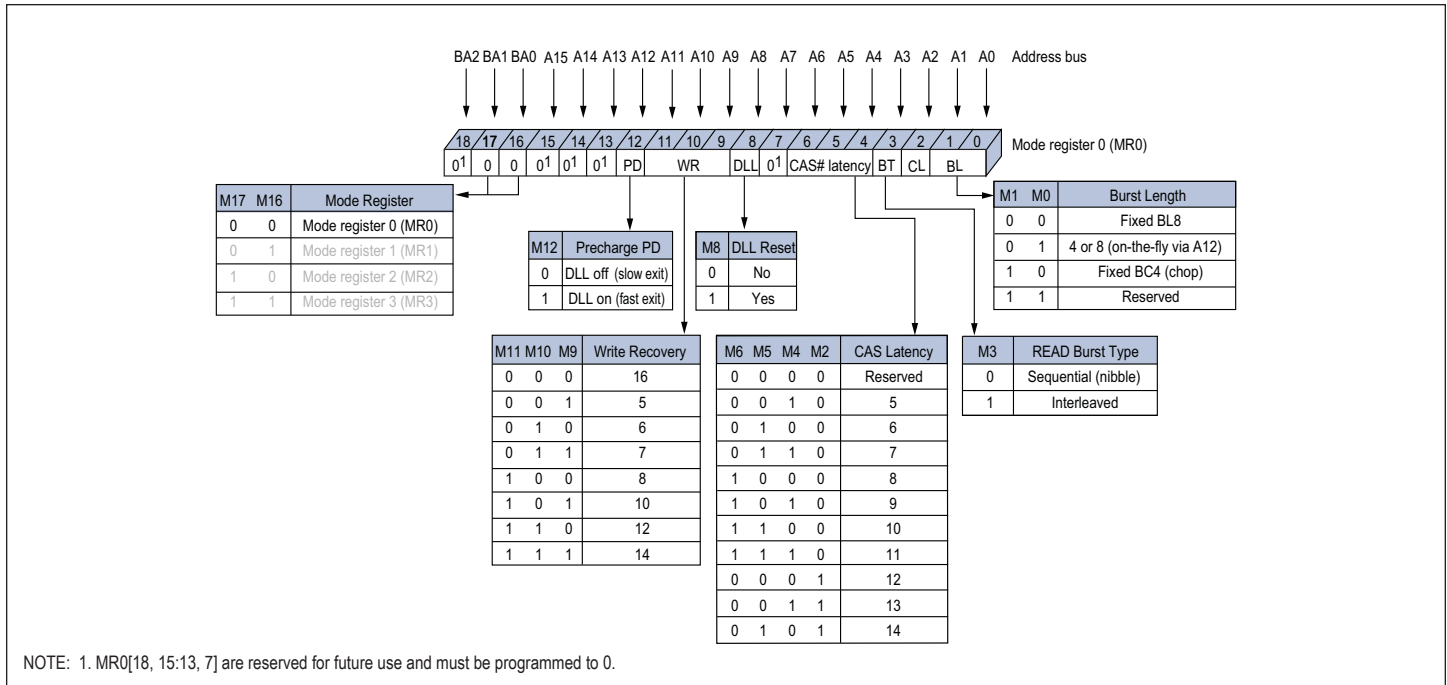 BA2 BA1 BA0 A15 A14 A13 A12 A11 A10 A9 A8 A7 A6 A5 A4 A3 A2 A1 A0 Address bus
18 17 16 15 14 13 12 11 10 9 8 7 6 5 4 3 2 1 0 Mode register 0 (MR0)
0¹ 0 0 0¹ 0¹ 0¹ PD WR DLL 0¹ CAS# latency BT CL BL
M17 M16 Mode Register
0 0 Mode register 0 (MR0)
0 1 Mode register 1 (MR1)
1 0 Mode register 2 (MR2)
1 1 Mode register 3 (MR3)
M12 Precharge PD
0 DLL off (slow exit)
1 DLL on (fast exit)
M8 DLL Reset
0 No
1 Yes
M1 M0 Burst Length
0 0 Fixed BL8
0 1 4 or 8 (on-the-fly via A12)
1 0 Fixed BC4 (chop)
1 1 Reserved
M11 M10 M9 Write Recovery
0 0 0 16
0 0 1 5
0 1 0 6
0 1 1 7
1 0 0 8
1 0 1 10
1 1 0 12
1 1 1 14
M6 M5 M4 M2 CAS Latency
0 0 0 0 Reserved
0 0 1 0 5
0 1 0 0 6
0 1 1 0 7
1 0 0 0 8
1 0 1 0 9
1 1 0 0 10
1 1 1 0 11
0 0 0 1 12
0 0 1 1 13
0 1 0 1 14
M3 READ Burst Type
0 Sequential (nibble)
1 Interleaved
NOTE: 1. MR0[18, 15:13, 7] are reserved for future use and must be programmed to 0.